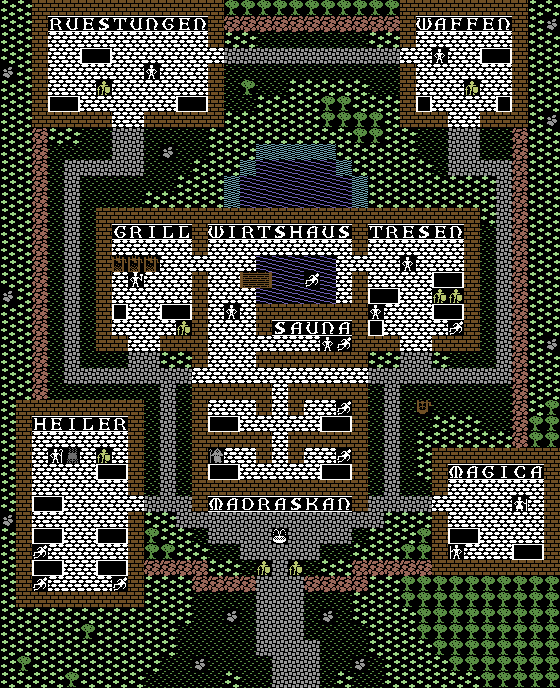 RUESTUNGEN WAFFEN
GRILL WIRTSHAUS TRESEN
SAUNA
HEILER
MAGICA
MADRASKAN